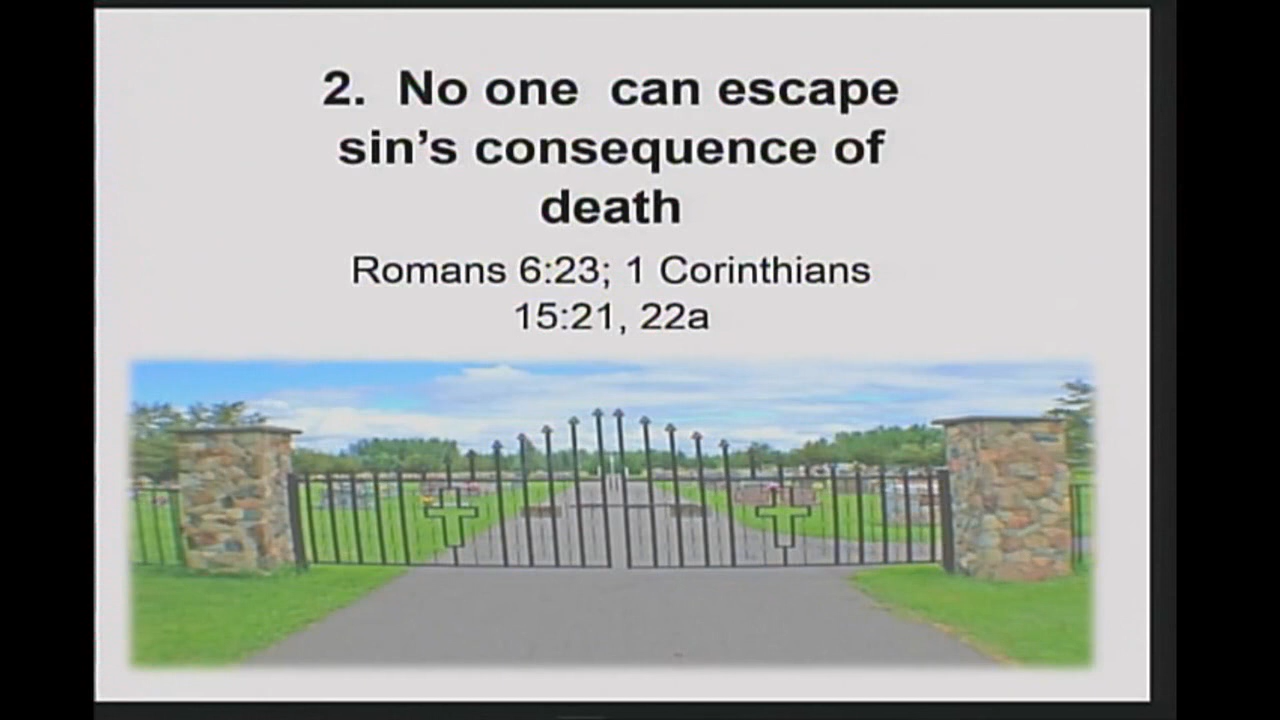 2.  No one  can escape
sin’s consequence of
death
Romans 6:23; 1 Corinthians
15:21, 22a